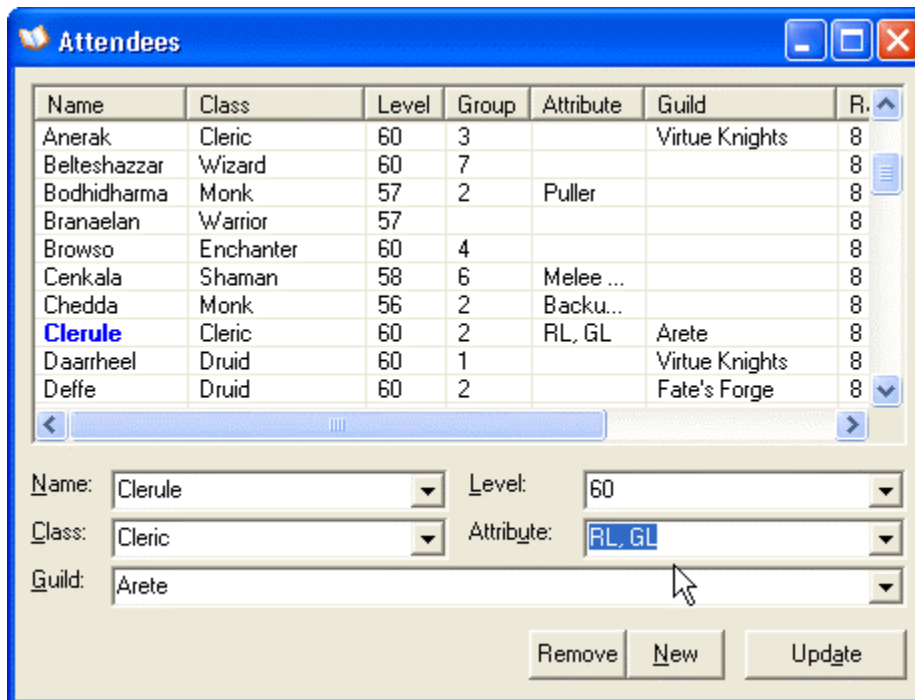 Attendees
Name Class Level Group Attribute Guild R
Anerak Cleric 60 3 Virtue Knights 8
Belteshazzar Wizard 60 7 8
Bodhidharma Monk 57 2 Puller 8
Branaelan Warrior 57 8
Browso Enchanter 60 4 8
Cenkala Shaman 58 6 Melee ... 8
Chedda Monk 56 2 Backu... 8
Clerule Cleric 60 2 RL, GL Arete 8
Daarrheel Druid 60 1 Virtue Knights 8
Deffe Druid 60 2 Fate's Forge 8
Name: Clerule Level: 60
Class: Cleric Attribute: RL, GL
Guild: Arete
Remove New Update